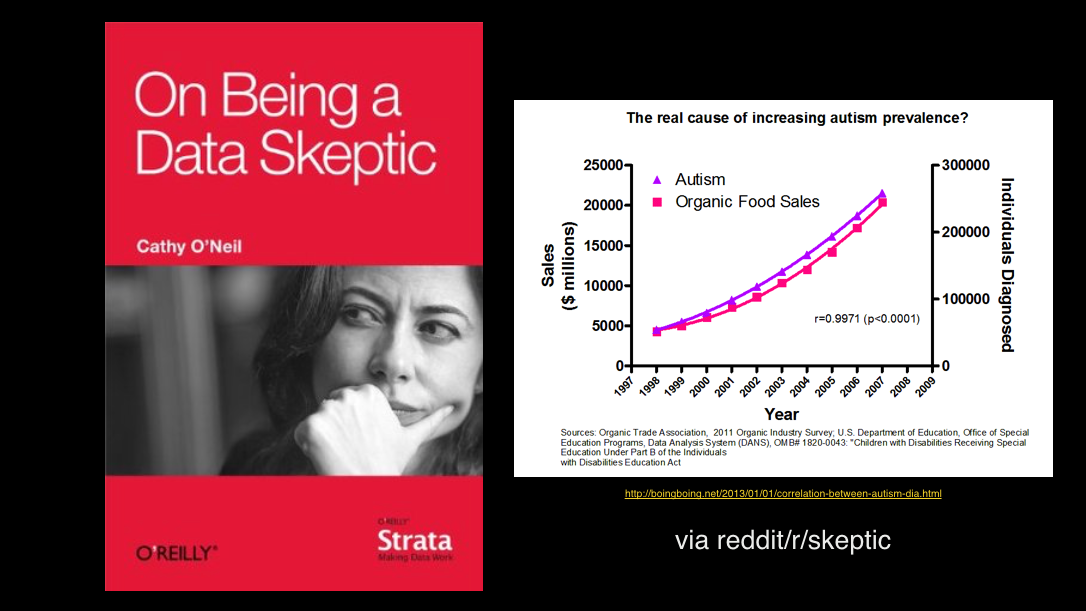 On Being a
Data Skeptic
Cathy O'Neil
O'REILLY®
O'REILLY®
Strata
Making Data Work
The real cause of increasing autism prevalence?
Autism
Organic Food Sales
25000
20000
15000
10000
5000
0
Sales
($ millions)
300000
200000
100000
0
Individuals Diagnosed
r=0.9971 (p<0.0001)
1997 1998 1999 2000 2001 2002 2003 2004 2005 2006 2007 2008 2009
Year
Sources: Organic Trade Association, 2011 Organic Industry Survey; U.S. Department of Education, Office of Special
Education Programs, Data Analysis System (DANS), OMB# 1820-0043: "Children with Disabilities Receiving Special
Education Under Part B of the Individuals
with Disabilities Education Act
http://boingboing.net/2013/01/01/correlation-between-autism-dia.html
via reddit/r/skeptic